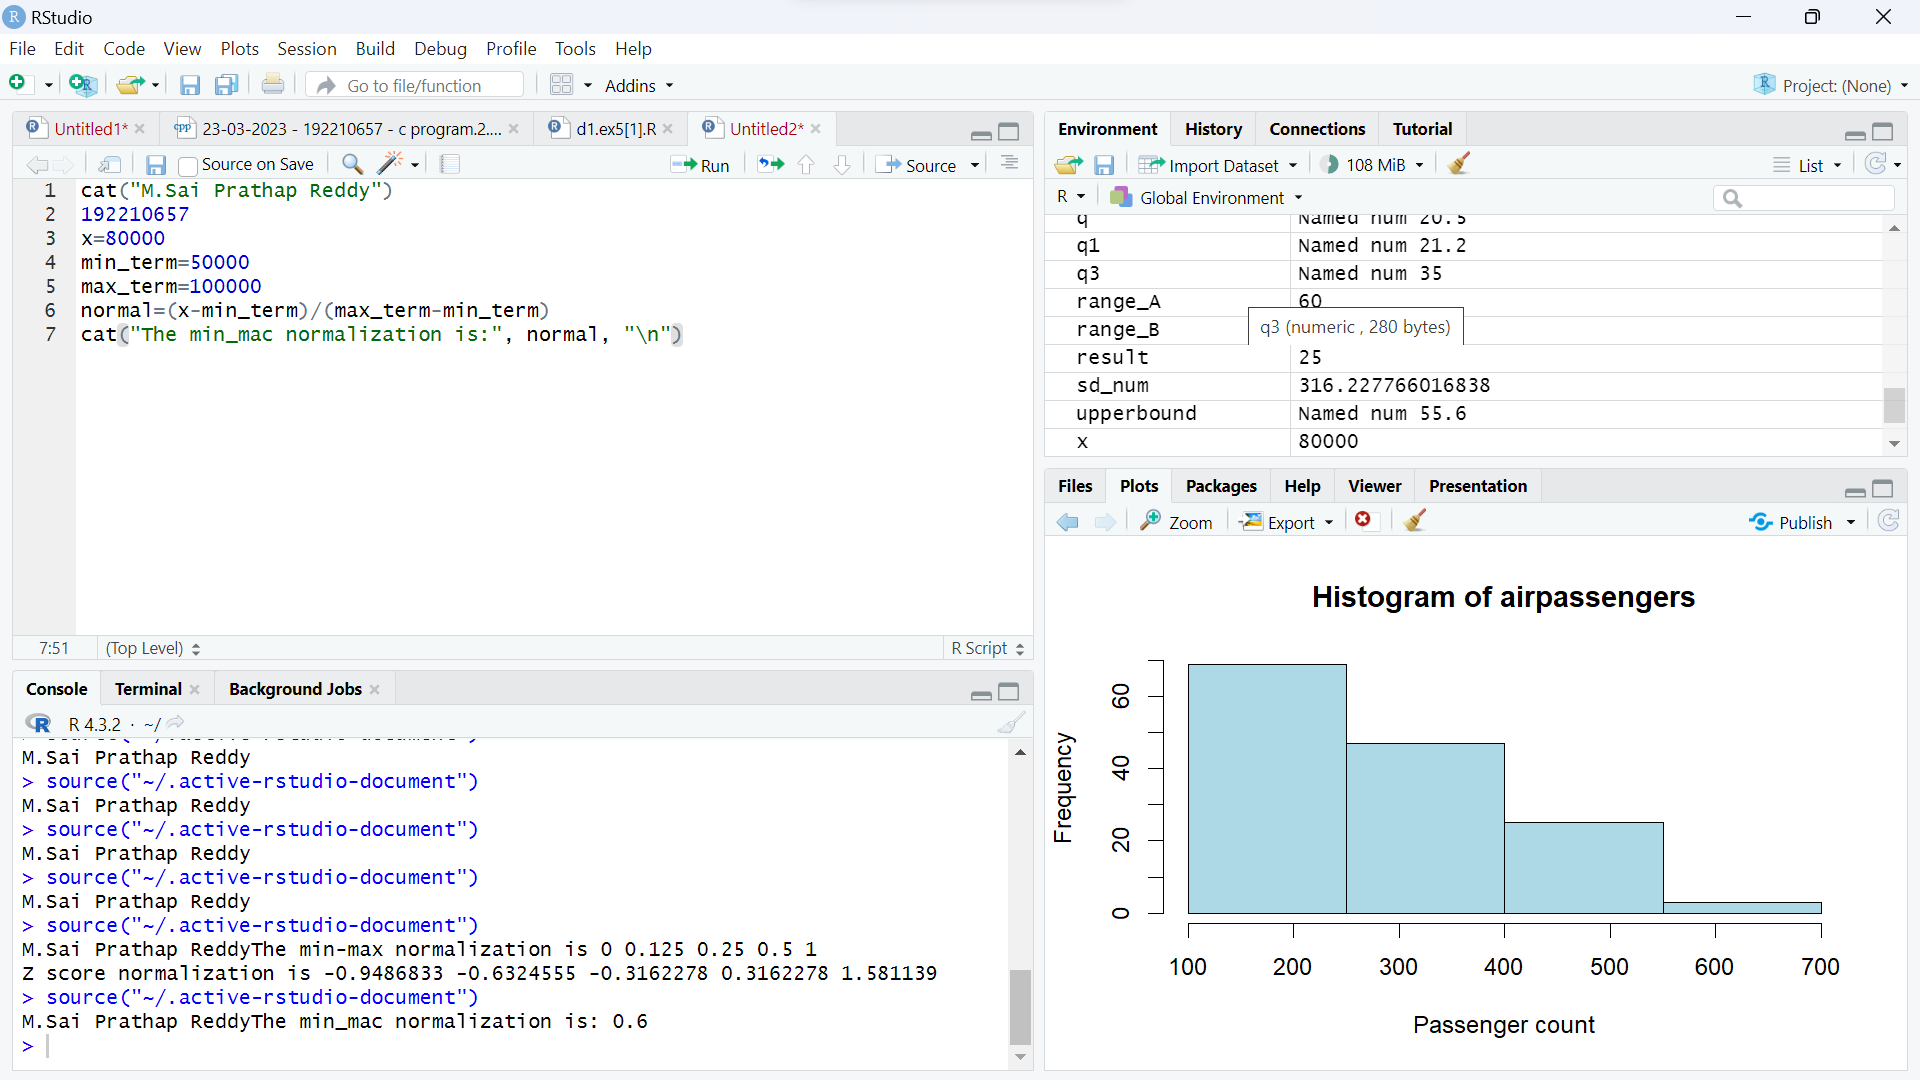 RStudio
File Edit Code View Plots Session Build Debug Profile Tools Help
Go to file/function Addins Project: (None)
Untitled1* 23-03-2023 - 192210657 - c program.2.... d1.ex5[1].R Untitled2*
Source on Save Run Source
1 cat("M.Sai Prathap Reddy")
2 192210657
3 x=80000
4 min_term=50000
5 max_term=100000
6 normal=(x-min_term)/(max_term-min_term)
7 cat("The min_mac normalization is:", normal, "\n")
7:51 (Top Level) R Script
Console Terminal Background Jobs
R 4.3.2 · ~/
M.Sai Prathap Reddy
> source("~/.active-rstudio-document")
M.Sai Prathap Reddy
> source("~/.active-rstudio-document")
M.Sai Prathap Reddy
> source("~/.active-rstudio-document")
M.Sai Prathap Reddy
> source("~/.active-rstudio-document")
M.Sai Prathap ReddyThe min-max normalization is 0 0.125 0.25 0.5 1
Z score normalization is -0.9486833 -0.6324555 -0.3162278 0.3162278 1.581139
> source("~/.active-rstudio-document")
M.Sai Prathap ReddyThe min_mac normalization is: 0.6
>
Environment History Connections Tutorial
Import Dataset 108 MiB List
R Global Environment
q Named num 20.5
q1 Named num 21.2
q3 Named num 35
range_A 60
range_B
q3 (numeric, 280 bytes)
result 25
sd_num 316.227766016838
upperbound Named num 55.6
x 80000
Files Plots Packages Help Viewer Presentation
Zoom Export Publish
Histogram of airpassengers
Frequency
0 20 40 60
100 200 300 400 500 600 700
Passenger count